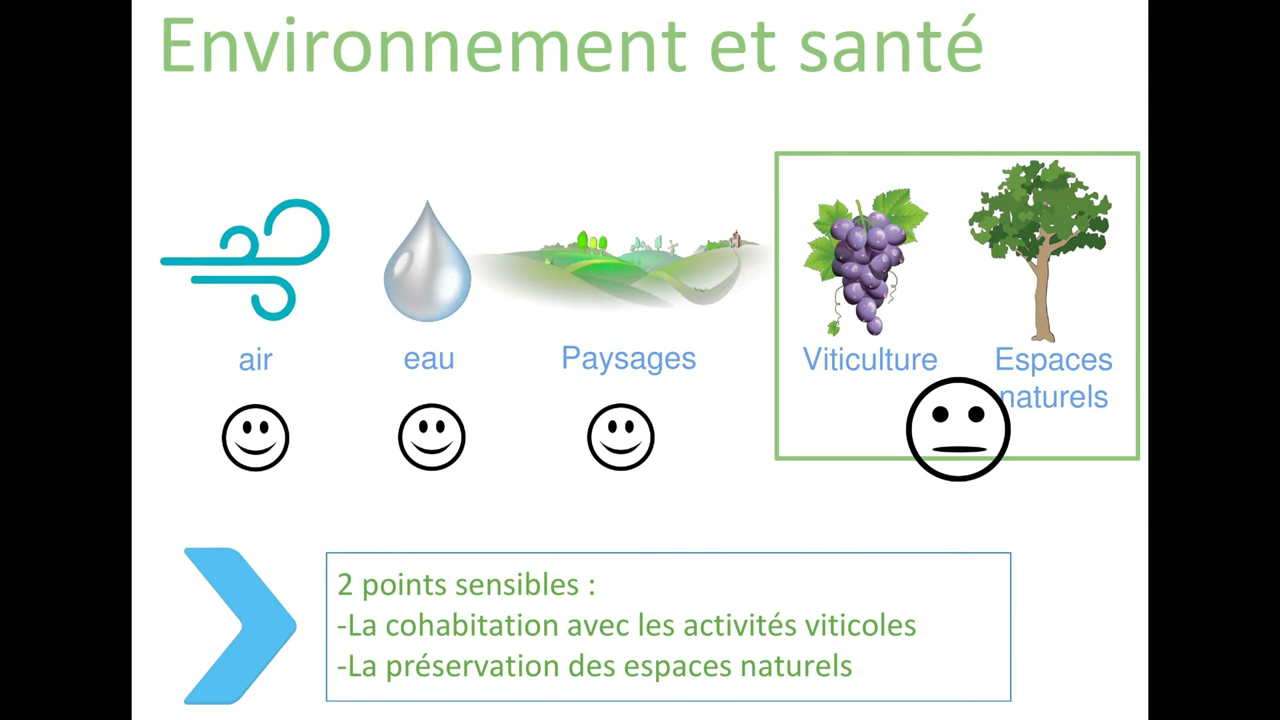 Environnement et santé
air
eau
Paysages
Viticulture
Espaces
naturels
2 points sensibles :
-La cohabitation avec les activités viticoles
-La préservation des espaces naturels